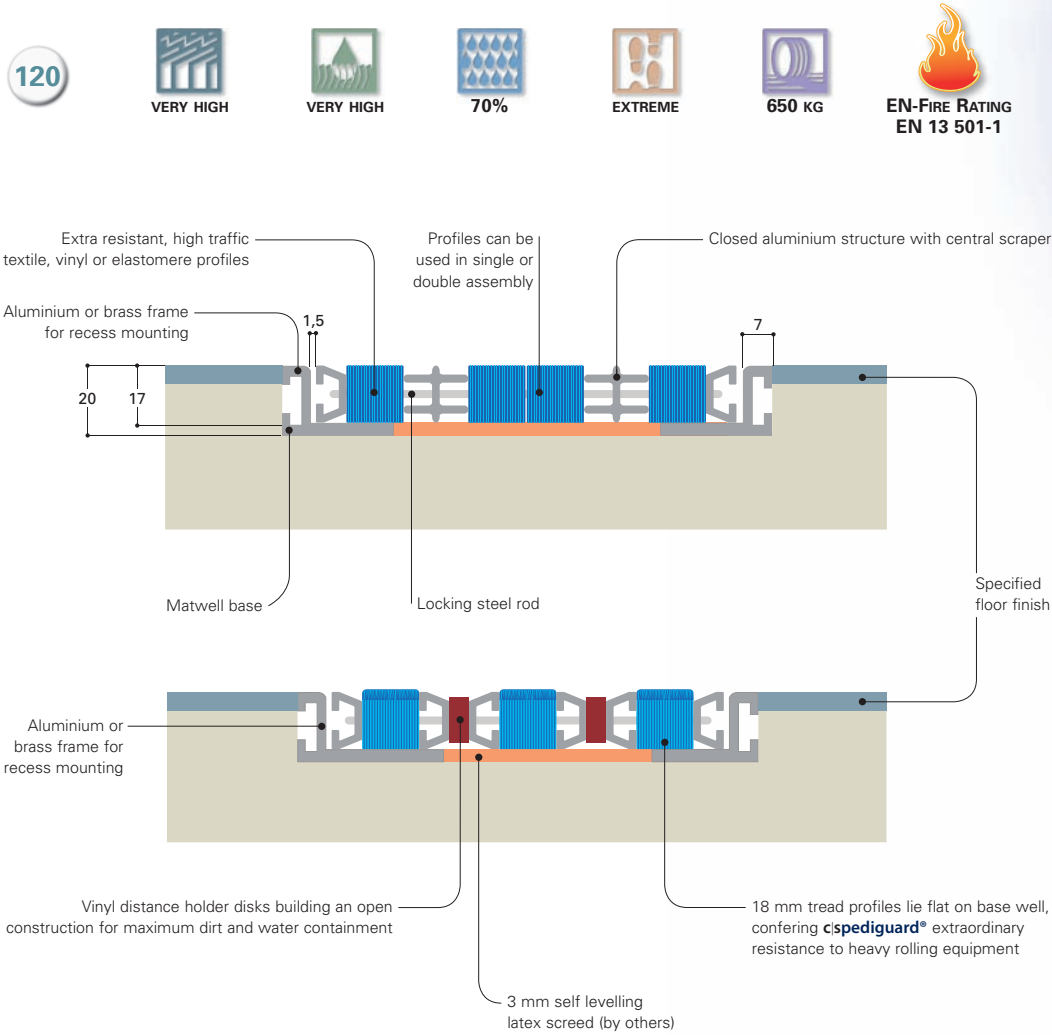 120
VERY HIGH
VERY HIGH
70%
EXTREME
650 KG
EN-FIRE RATING
EN 13 501-1
Extra resistant, high traffic
textile, vinyl or elastomere profiles
Profiles can be
used in single or
double assembly
Closed aluminium structure with central scraper
Aluminium or brass frame
for recess mounting
1,5
7
20
17
Matwell base
Locking steel rod
Specified
floor finish
Aluminium or
brass frame for
recess mounting
Vinyl distance holder disks building an open
construction for maximum dirt and water containment
18 mm tread profiles lie flat on base well,
confering c|spediguard® extraordinary
resistance to heavy rolling equipment
3 mm self levelling
latex screed (by others)